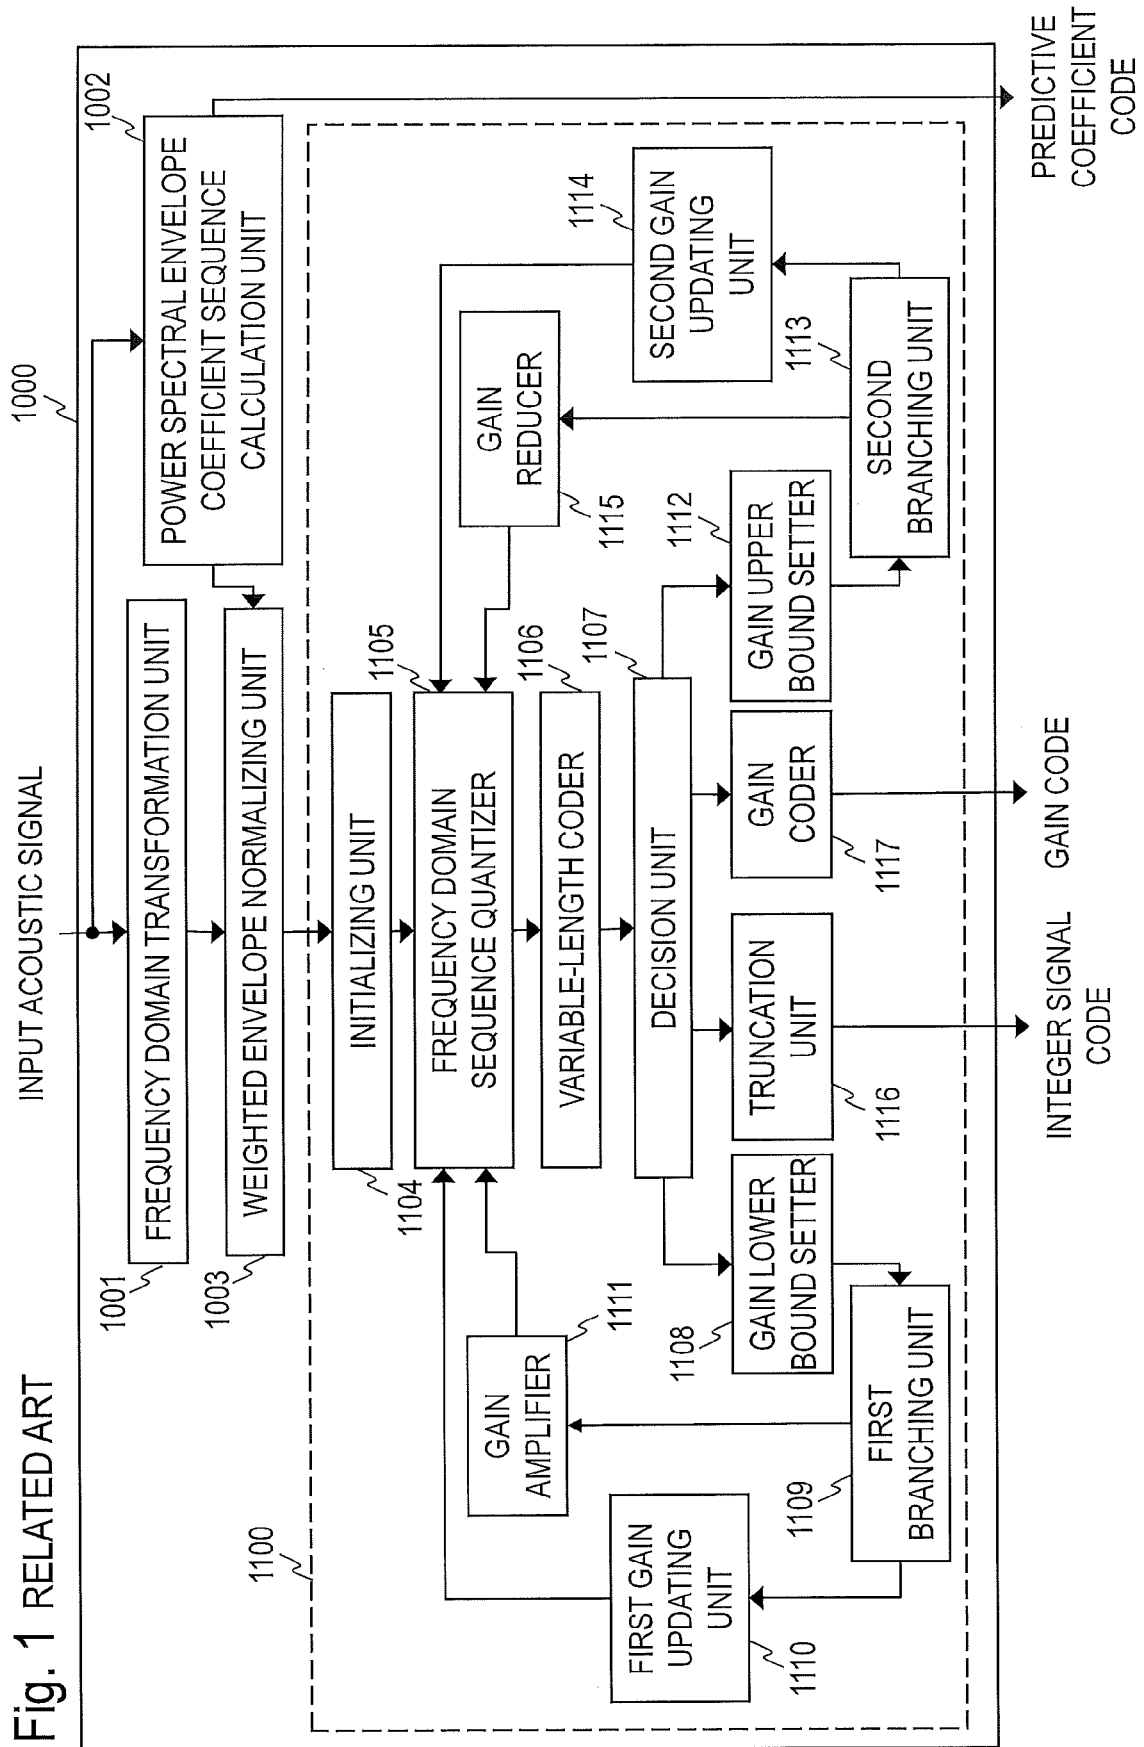 Fig. 1 RELATED ART
INPUT ACOUSTIC SIGNAL
1000
1001
FREQUENCY DOMAIN TRANSFORMATION UNIT
1002
POWER SPECTRAL ENVELOPE
COEFFICIENT SEQUENCE
CALCULATION UNIT
1003
WEIGHTED ENVELOPE NORMALIZING UNIT
1100
INITIALIZING UNIT
1104
1105
FREQUENCY DOMAIN
SEQUENCE QUANTIZER
1111
GAIN
AMPLIFIER
GAIN
REDUCER
1115
1106
VARIABLE-LENGTH CODER
1107
DECISION UNIT
FIRST GAIN
UPDATING
UNIT
1110
1114
SECOND GAIN
UPDATING
UNIT
1108
GAIN LOWER
BOUND SETTER
TRUNCATION
UNIT
1116
GAIN
CODER
1117
1112
GAIN UPPER
BOUND SETTER
1109
FIRST
BRANCHING UNIT
1113
SECOND
BRANCHING UNIT
INTEGER SIGNAL
CODE
GAIN CODE
PREDICTIVE
COEFFICIENT
CODE